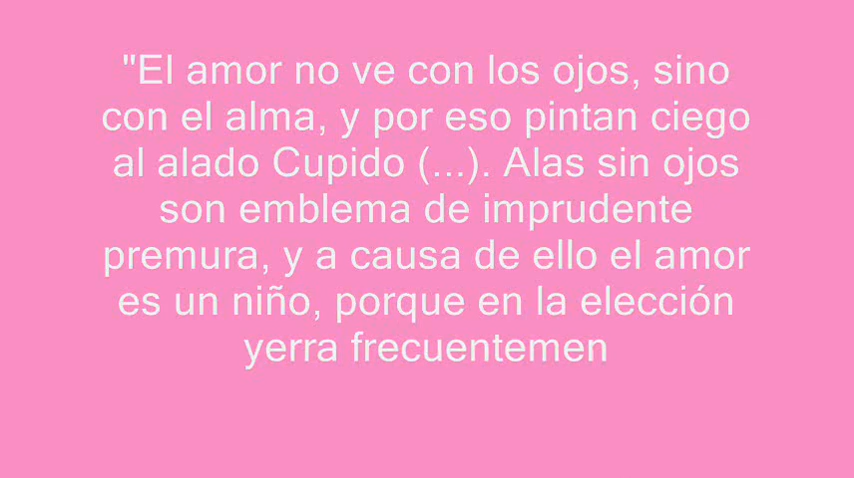 "El amor no ve con los ojos, sino
con el alma, y por eso pintan ciego
al alado Cupido (...). Alas sin ojos
son emblema de imprudente
premura, y a causa de ello el amor
es un niño, porque en la elección
yerra frecuentemen